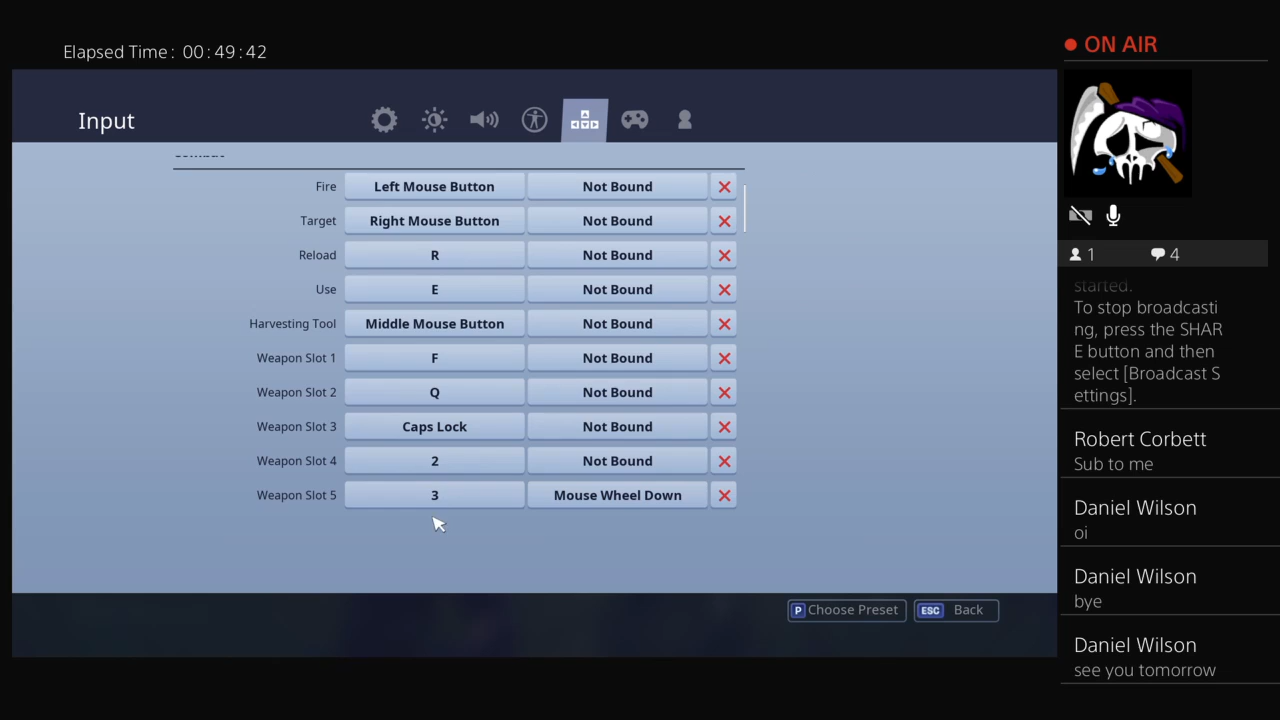 Elapsed Time: 00:49:42
ON AIR
Input
Fire Left Mouse Button Not Bound
Target Right Mouse Button Not Bound
Reload R Not Bound
Use E Not Bound
Harvesting Tool Middle Mouse Button Not Bound
Weapon Slot 1 F Not Bound
Weapon Slot 2 Q Not Bound
Weapon Slot 3 Caps Lock Not Bound
Weapon Slot 4 2 Not Bound
Weapon Slot 5 3 Mouse Wheel Down
P Choose Preset
ESC Back
1 4
started.
To stop broadcasti
ng, press the SHAR
E button and then
select [Broadcast S
ettings].
Robert Corbett
Sub to me
Daniel Wilson
oi
Daniel Wilson
bye
Daniel Wilson
see you tomorrow